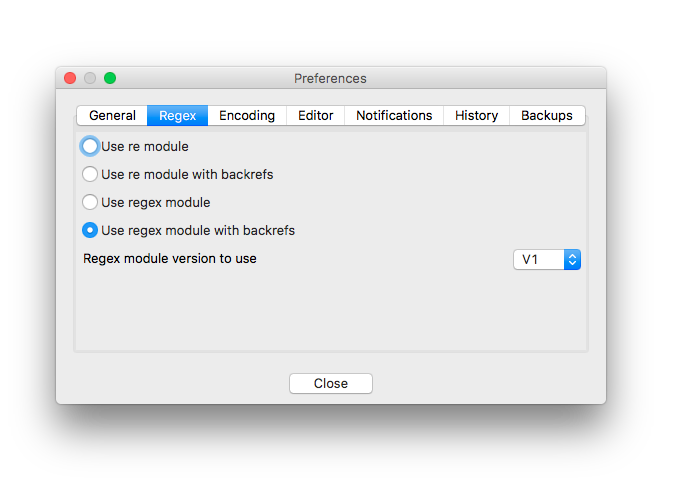 Preferences
General Regex Encoding Editor Notifications History Backups
Use re module
Use re module with backrefs
Use regex module
Use regex module with backrefs
Regex module version to use V1
Close